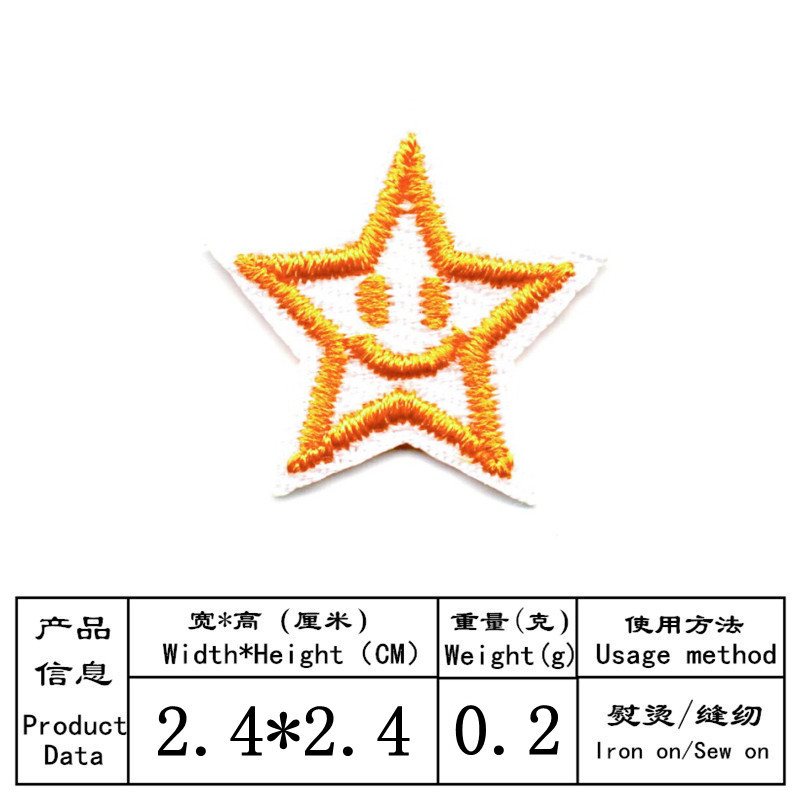 产品
信息
Product
Data
宽*高 (厘米)
Width*Height (CM)
重量(克)
Weight(g)
使用方法
Usage method
2.4*2.4
0.2
熨烫/缝纫
Iron on/Sew on